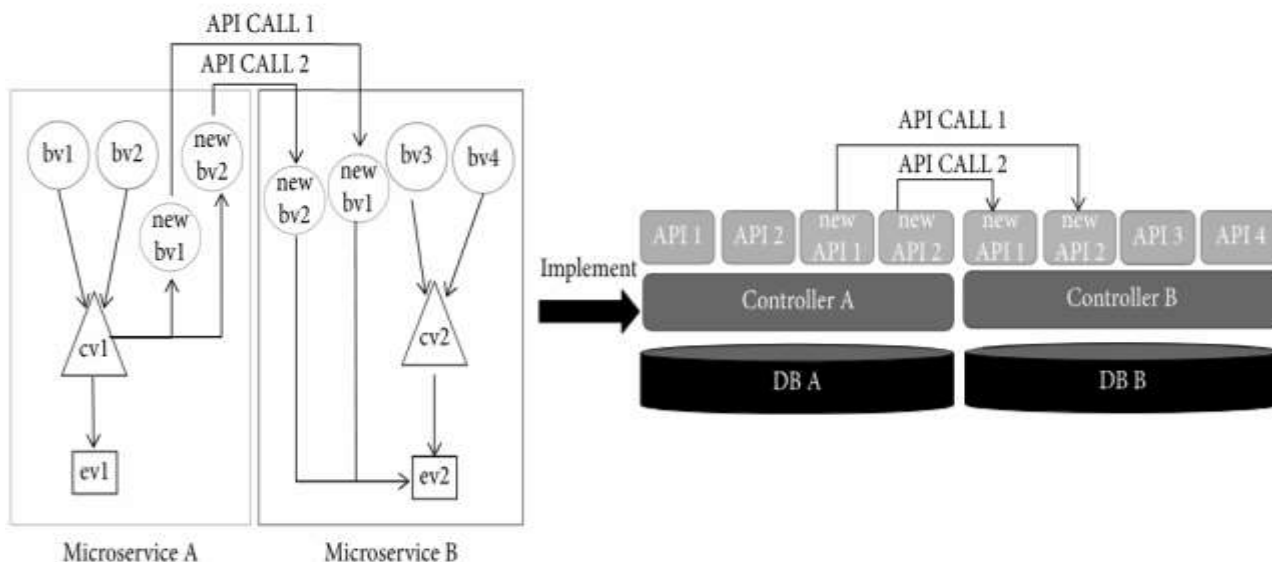 API CALL 1
API CALL 2
bv1
bv2
new
bv2
new
bv1
cv1
ev1
Microservice A
new
bv2
new
bv1
bv3
bv4
cv2
ev2
Microservice B
Implement
API CALL 1
API CALL 2
API 1
API 2
new
API 1
new
API 2
new
API 1
new
API 2
API 3
API 4
Controller A
Controller B
DB A
DB B